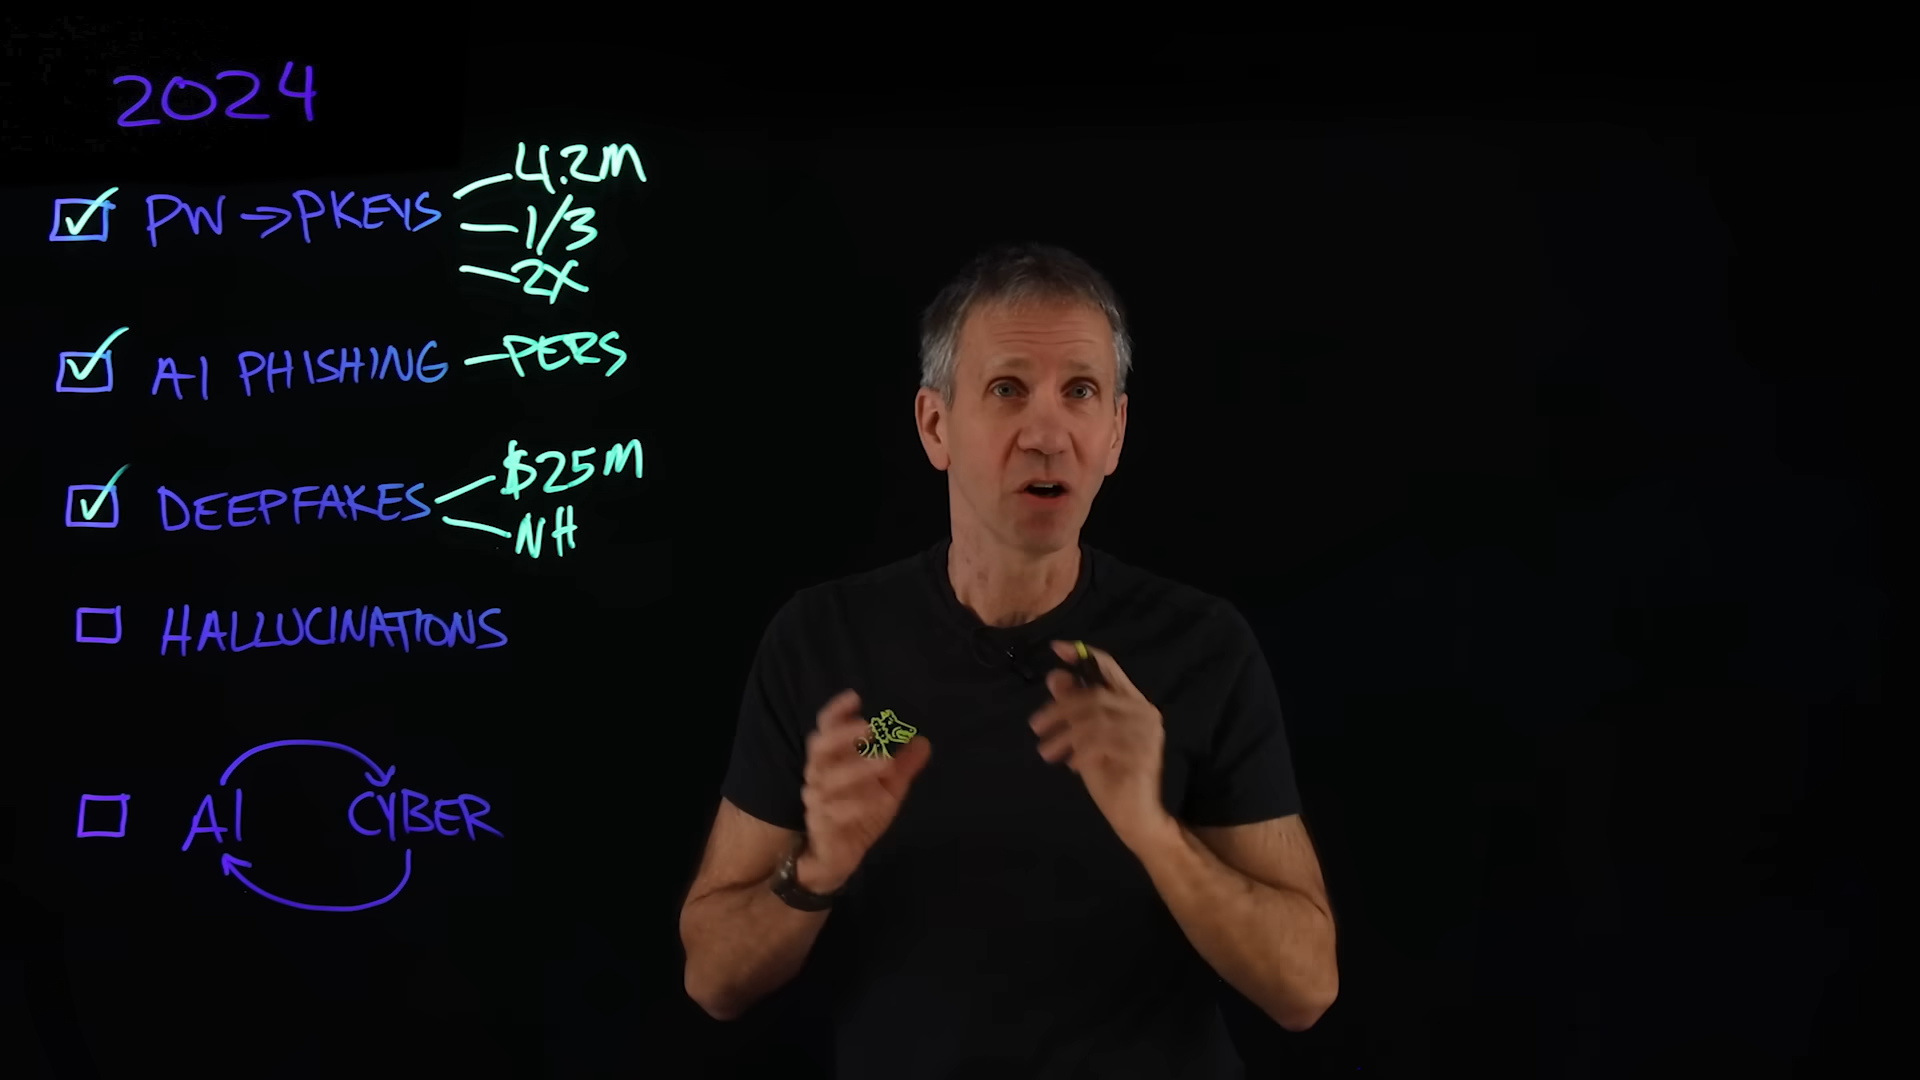 2024
PW → PKEYS
4.2M
1/3
2X
AI PHISHING
PERS
DEEPFAKES
$25M
NH
HALLUCINATIONS
AI CYBER